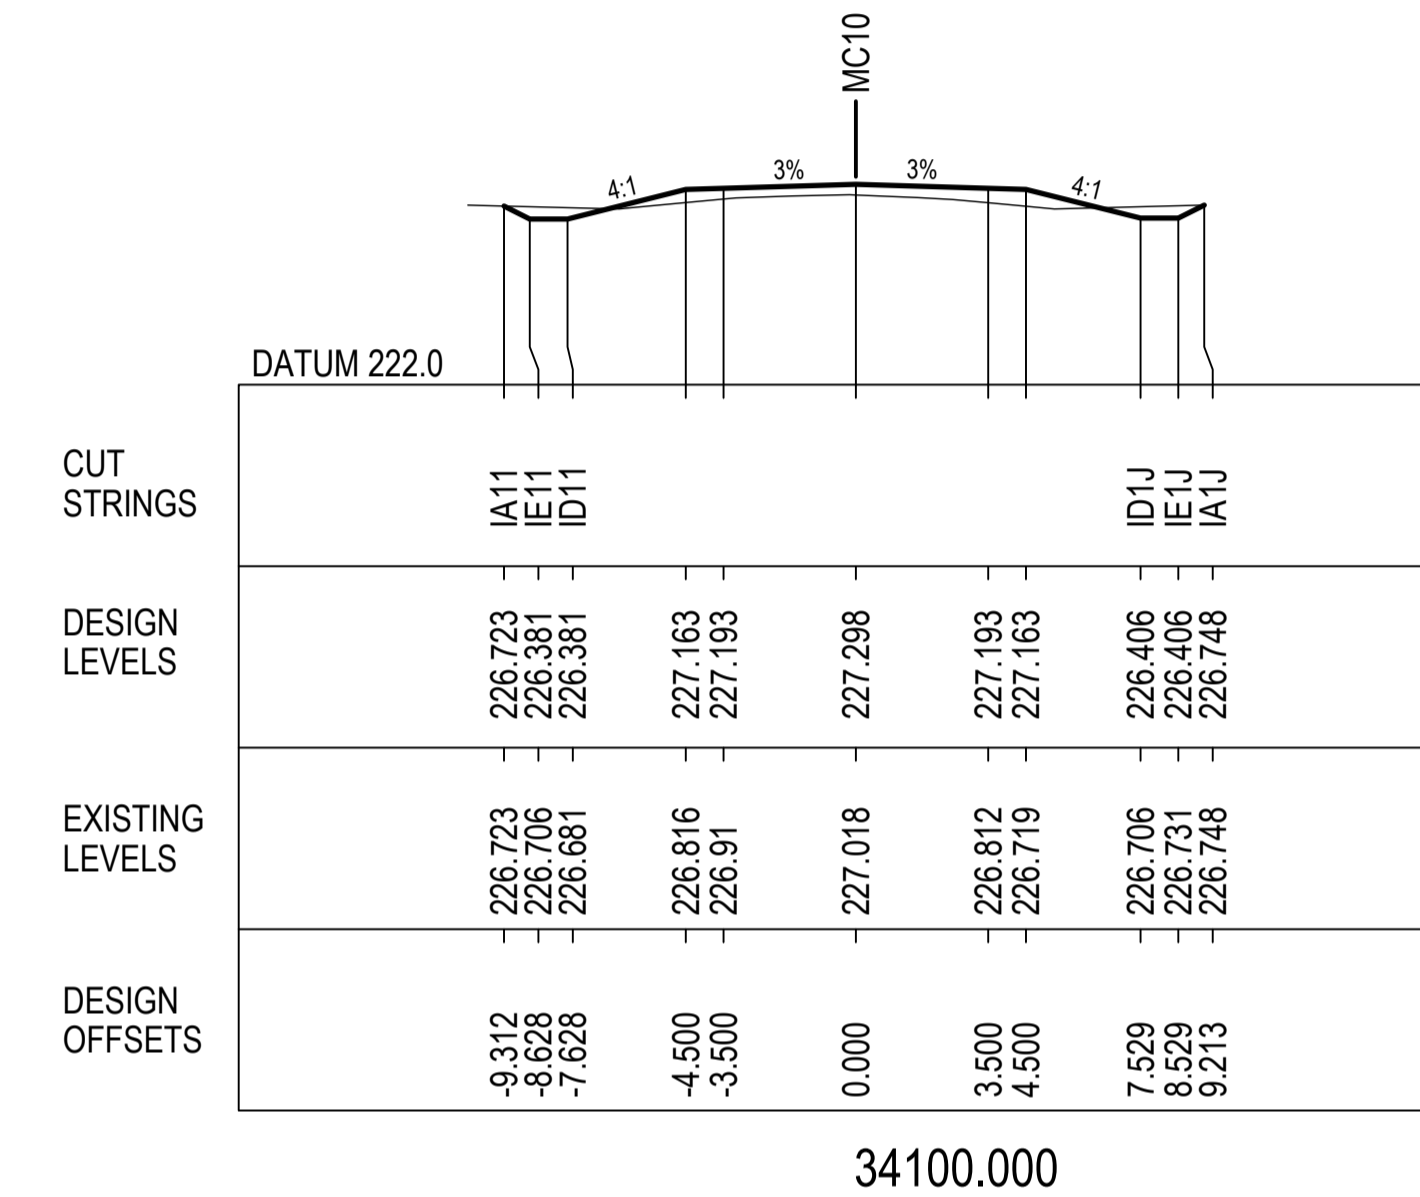 MC10
4:1
3%
3%
4:1
DATUM 222.0
CUT
STRINGS
IA11
IE11
ID11
ID1J
IE1J
IA1J
DESIGN
LEVELS
226.723
226.381
226.381
227.163
227.193
227.298
227.193
227.163
226.406
226.406
226.748
EXISTING
LEVELS
226.723
226.706
226.681
226.816
226.91
227.018
226.812
226.719
226.706
226.731
226.748
DESIGN
OFFSETS
-9.312
-8.628
-7.628
-4.500
-3.500
0.000
3.500
4.500
7.529
8.529
9.213
34100.000